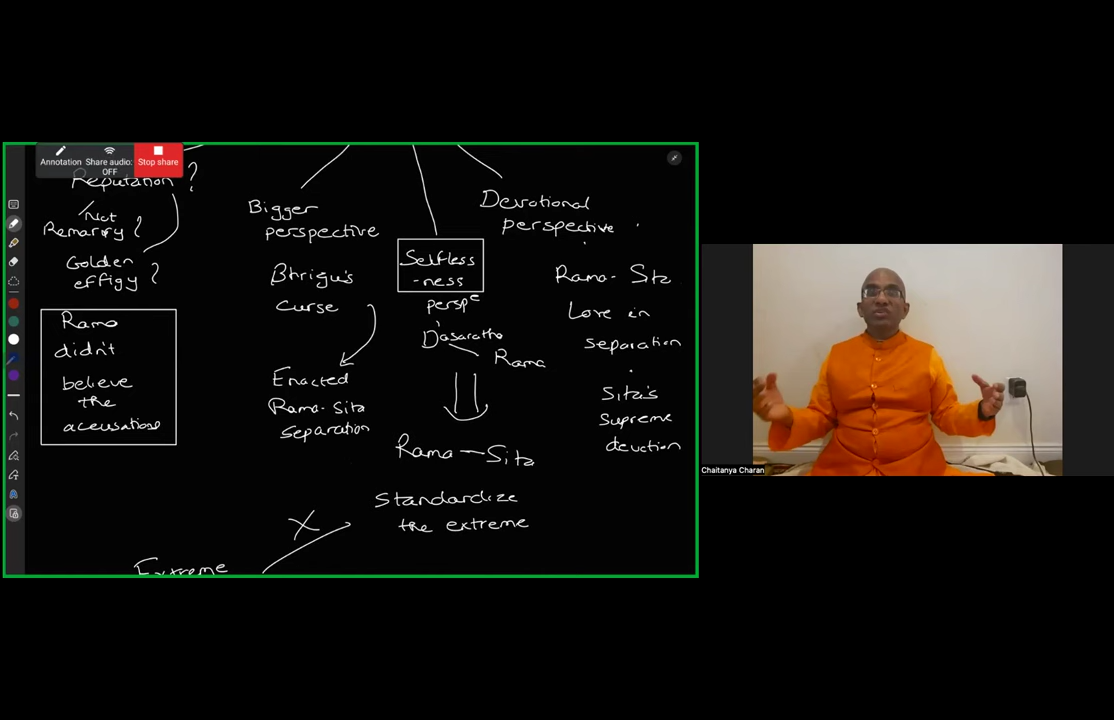 Annotation
Share audio:
OFF
Stop share
Reputation ?
Not
Remarry ?
Golden
effigy ?
Rama
didn't
believe
the
accusations
Bigger
perspective
Bhrigu's
curse
Enacted
Rama-Sita
separation
Selfless
-ness
perspe
Dasaratha
Rama
Rama-Sita
Devotional
perspective
Rama-Sita
Love in
separation
Sita's
Supreme
devotion
Standardize
the extreme
X
Extreme
Chaitanya Charan